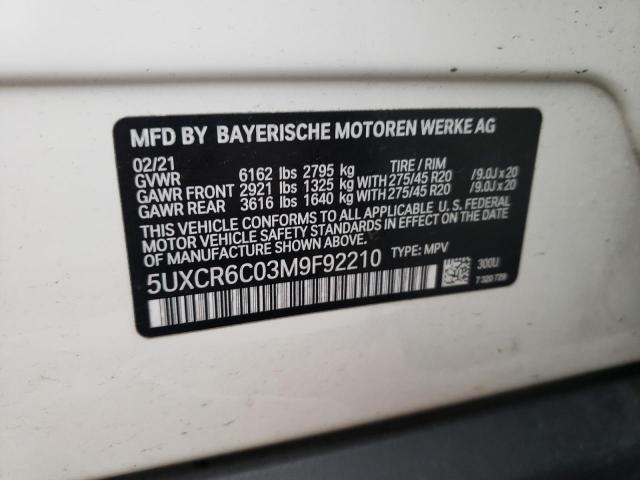 MFD BY BAYERISCHE MOTOREN WERKE AG
02/21 TIRE / RIM
GVWR 6162 lbs 2795 kg
GAWR FRONT 2921 lbs 1325 kg WITH 275/45 R20 /9.0J x 20
GAWR REAR 3616 lbs 1640 kg WITH 275/45 R20 /9.0J x 20
THIS VEHICLE CONFORMS TO ALL APPLICABLE U. S. FEDERAL
MOTOR VEHICLE SAFETY STANDARDS IN EFFECT ON THE DATE
OF MANUFACTURE SHOWN ABOVE.
5UXCR6C03M9F92210 TYPE: MPV
300U
7 320 729